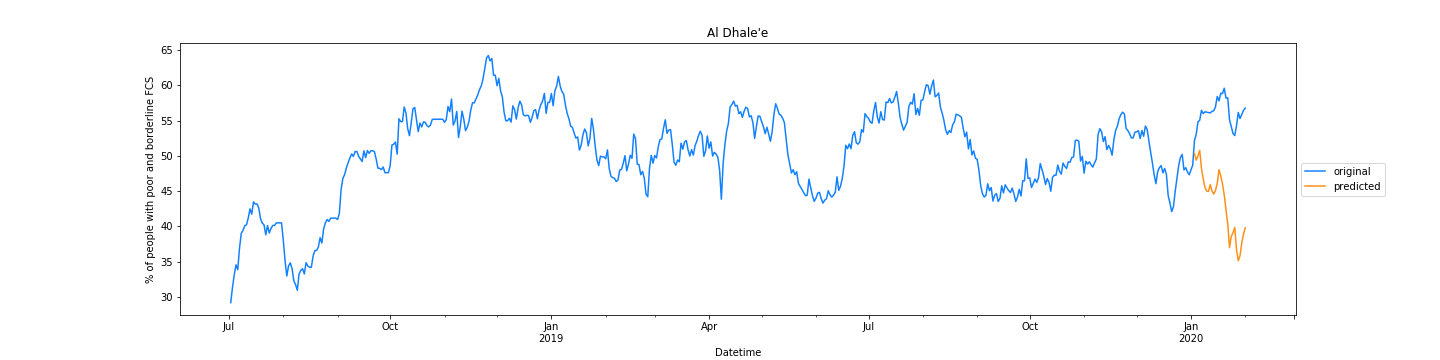 Al Dhale'e
% of people with poor and borderline FCS
65
60
55
50
45
40
35
30
Jul
Oct
Jan
2019
Apr
Jul
Oct
Jan
2020
Datetime
original
predicted